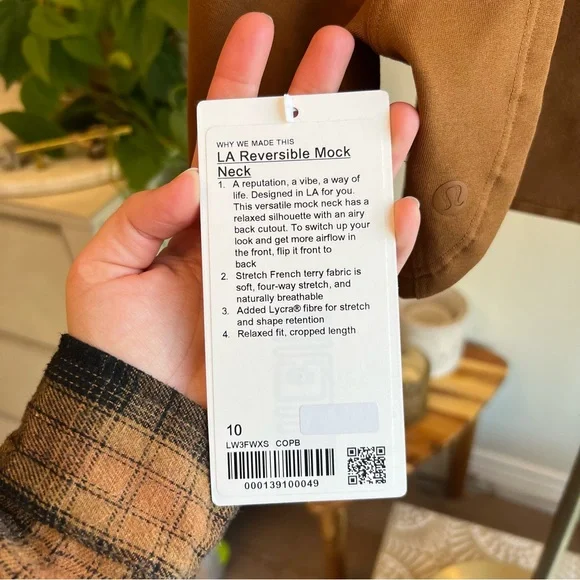 WHY WE MADE THIS
LA Reversible Mock
Neck
1. A reputation, a vibe, a way of
life. Designed in LA for you.
This versatile mock neck has a
relaxed silhouette with an airy
back cutout. To switch up your
look and get more airflow in
the front, flip it front to
back
2. Stretch French terry fabric is
soft, four-way stretch, and
naturally breathable
3. Added Lycra® fibre for stretch
and shape retention
4. Relaxed fit, cropped length
10
LW3FWXS COPB
000139100049